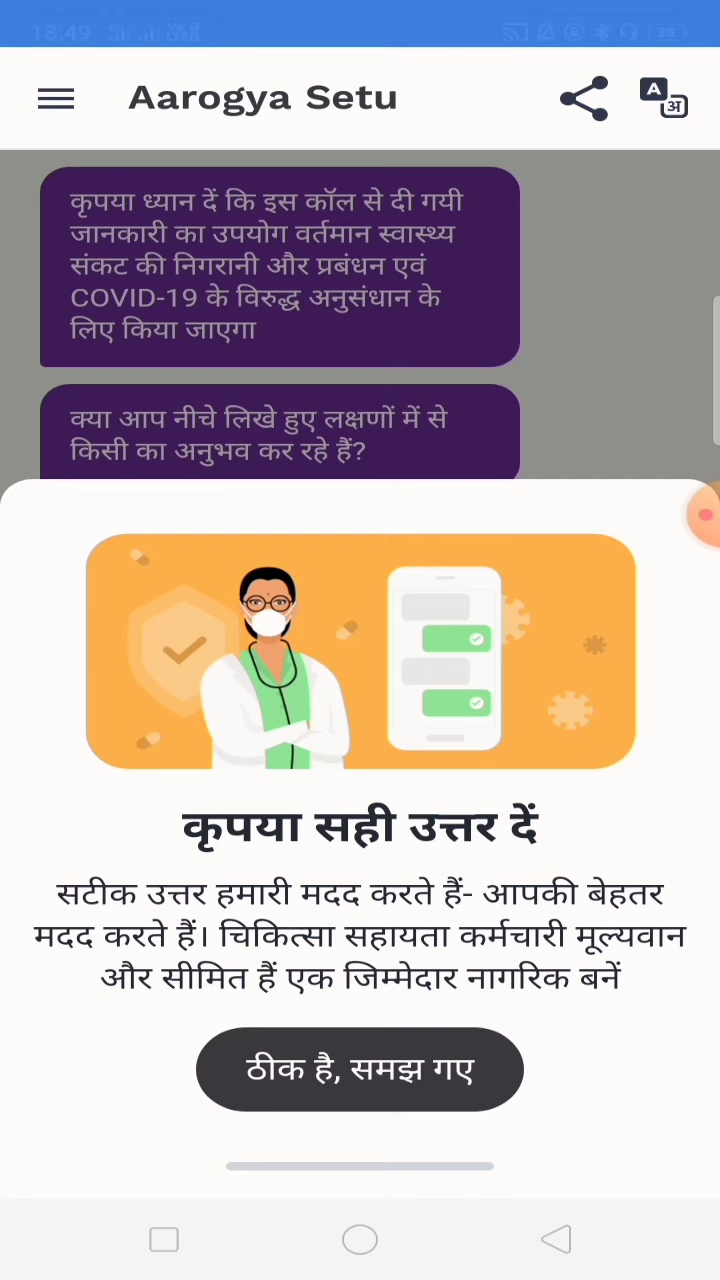 18:49
Aarogya Setu
A
अ
कृपया ध्यान दें कि इस कॉल से दी गयी
जानकारी का उपयोग वर्तमान स्वास्थ्य
संकट की निगरानी और प्रबंधन एवं
COVID-19 के विरुद्ध अनुसंधान के
लिए किया जाएगा
क्या आप नीचे लिखे हुए लक्षणों में से
किसी का अनुभव कर रहे हैं?
कृपया सही उत्तर दें
सटीक उत्तर हमारी मदद करते हैं- आपकी बेहतर
मदद करते हैं। चिकित्सा सहायता कर्मचारी मूल्यवान
और सीमित हैं एक जिम्मेदार नागरिक बनें
ठीक है, समझ गए